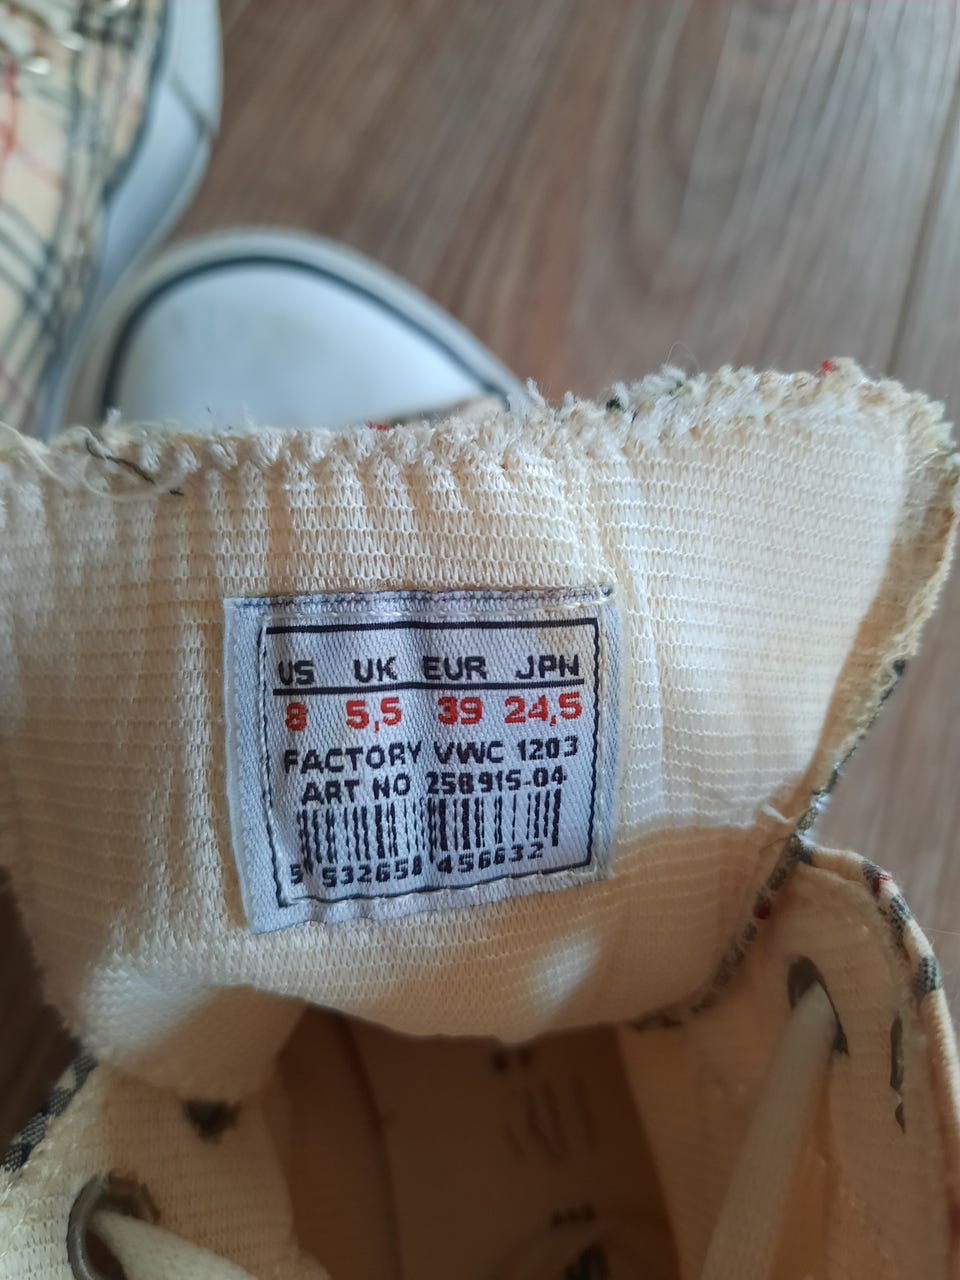 US UK EUR JPN
8 5,5 39 24,5
FACTORY VWC 1203
ART NO 258915-04
5 532658 456632